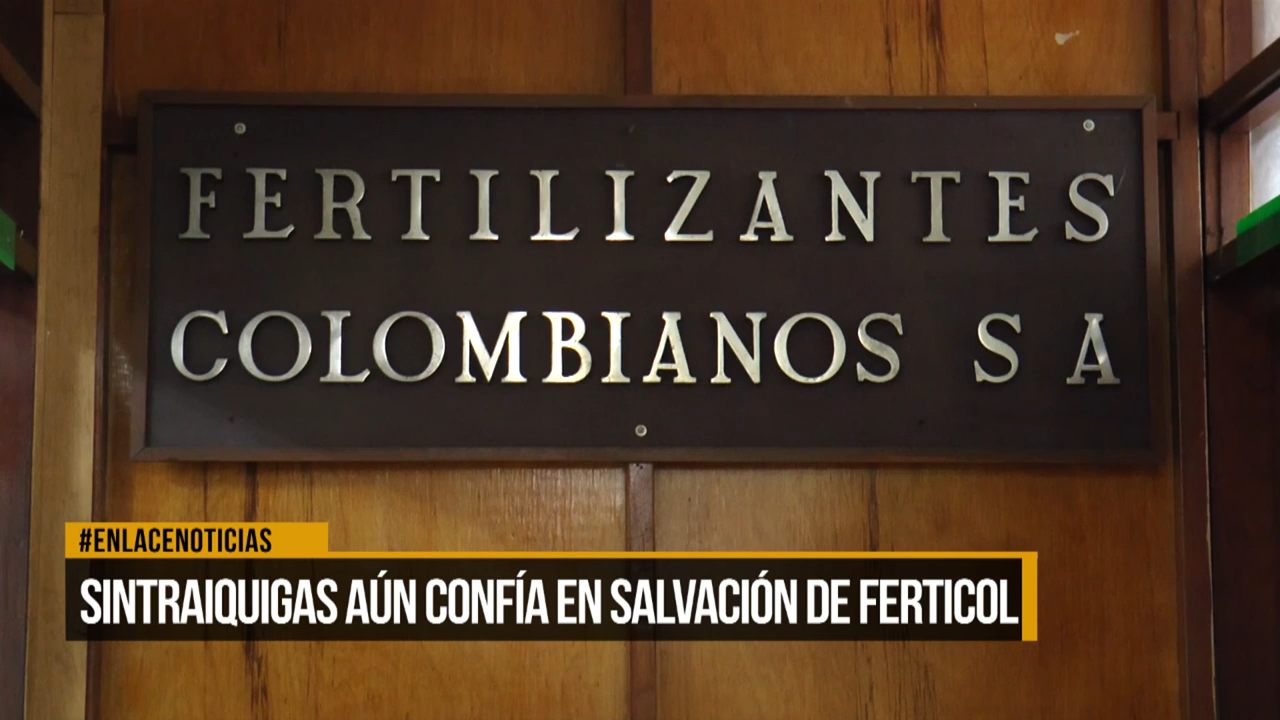 FERTILIZANTES
COLOMBIANOS S A
#ENLACENOTICIAS
SINTRAIQUIGAS AÚN CONFÍA EN SALVACIÓN DE FERTICOL